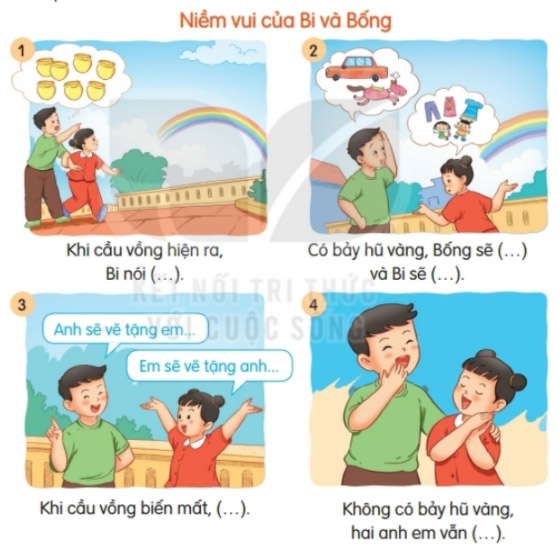 Niềm vui của Bi và Bống
1
2
Khi cầu vồng hiện ra,
Bi nói (...).
Có bảy hũ vàng, Bống sẽ (...)
và Bi sẽ (...).
KẾT NỐI TRI THỨC
VỚI CUỘC SỐNG
3
Anh sẽ vẽ tặng em...
Em sẽ vẽ tặng anh...
4
Khi cầu vồng biến mất, (...).
Không có bảy hũ vàng,
hai anh em vẫn (...).